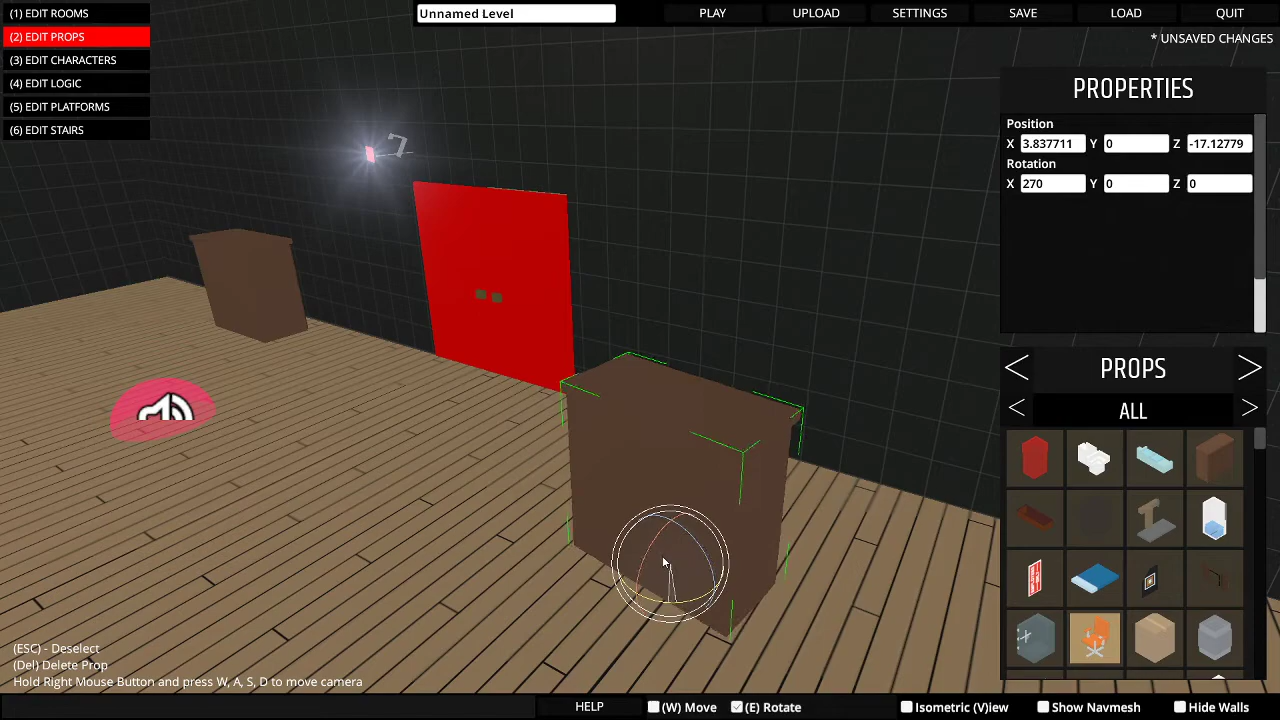 (1) EDIT ROOMS
(2) EDIT PROPS
(3) EDIT CHARACTERS
(4) EDIT LOGIC
(5) EDIT PLATFORMS
(6) EDIT STAIRS
Unnamed Level
PLAY
UPLOAD
SETTINGS
SAVE
LOAD
QUIT
* UNSAVED CHANGES
PROPERTIES
Position
X 3.837711 Y 0 Z -17.12779
Rotation
X 270 Y 0 Z 0
PROPS
ALL
(ESC) - Deselect
(Del) Delete Prop
Hold Right Mouse Button and press W, A, S, D to move camera
HELP
(W) Move
(E) Rotate
Isometric (V)iew
Show Navmesh
Hide Walls